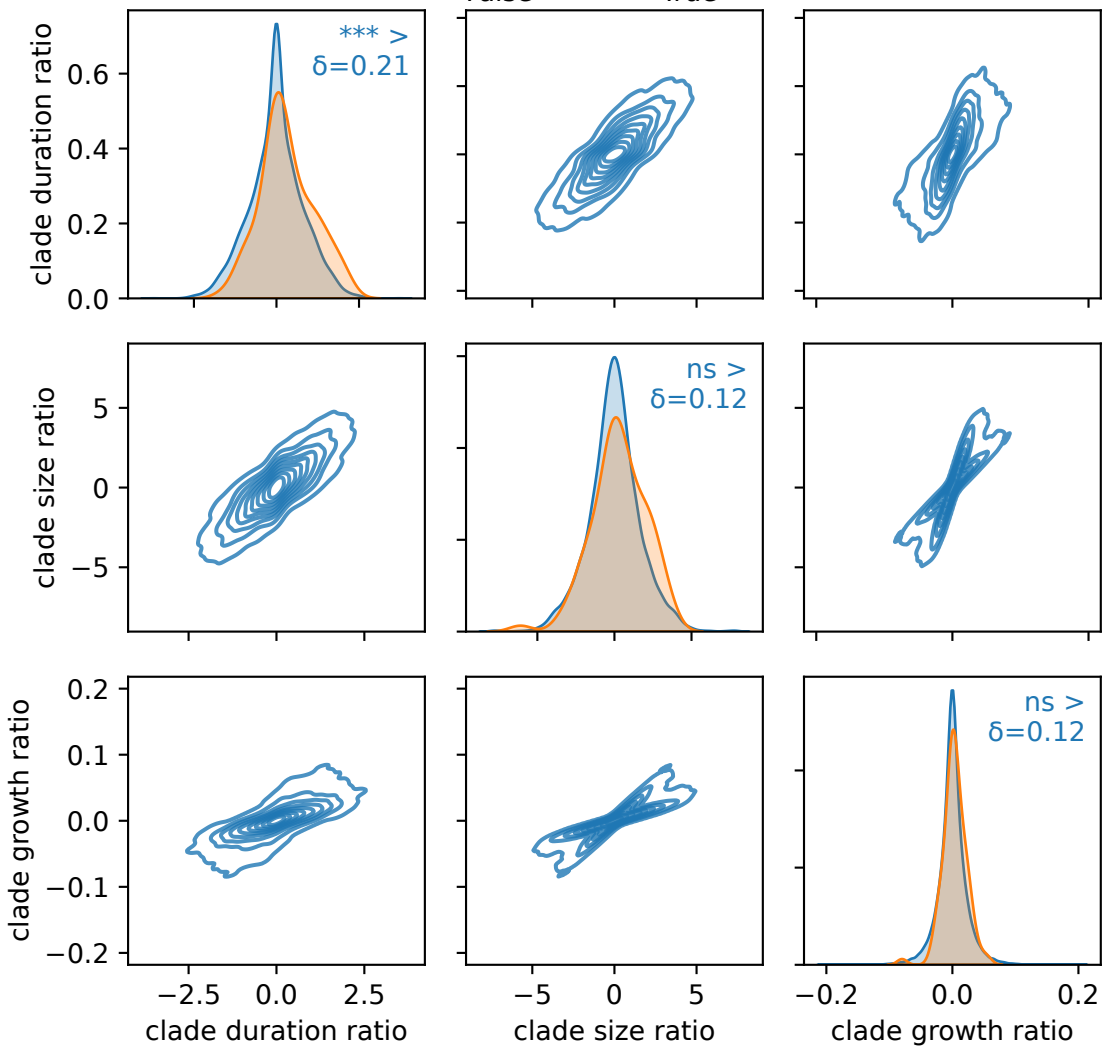 *** >
δ=0.21
clade duration ratio
0.6
0.4
0.2
0.0
ns >
δ=0.12
clade size ratio
5
0
−5
ns >
δ=0.12
clade growth ratio
0.2
0.1
0.0
−0.1
−0.2
−2.5 0.0 2.5
−5 0 5
−0.2 0.0 0.2
clade duration ratio
clade size ratio
clade growth ratio